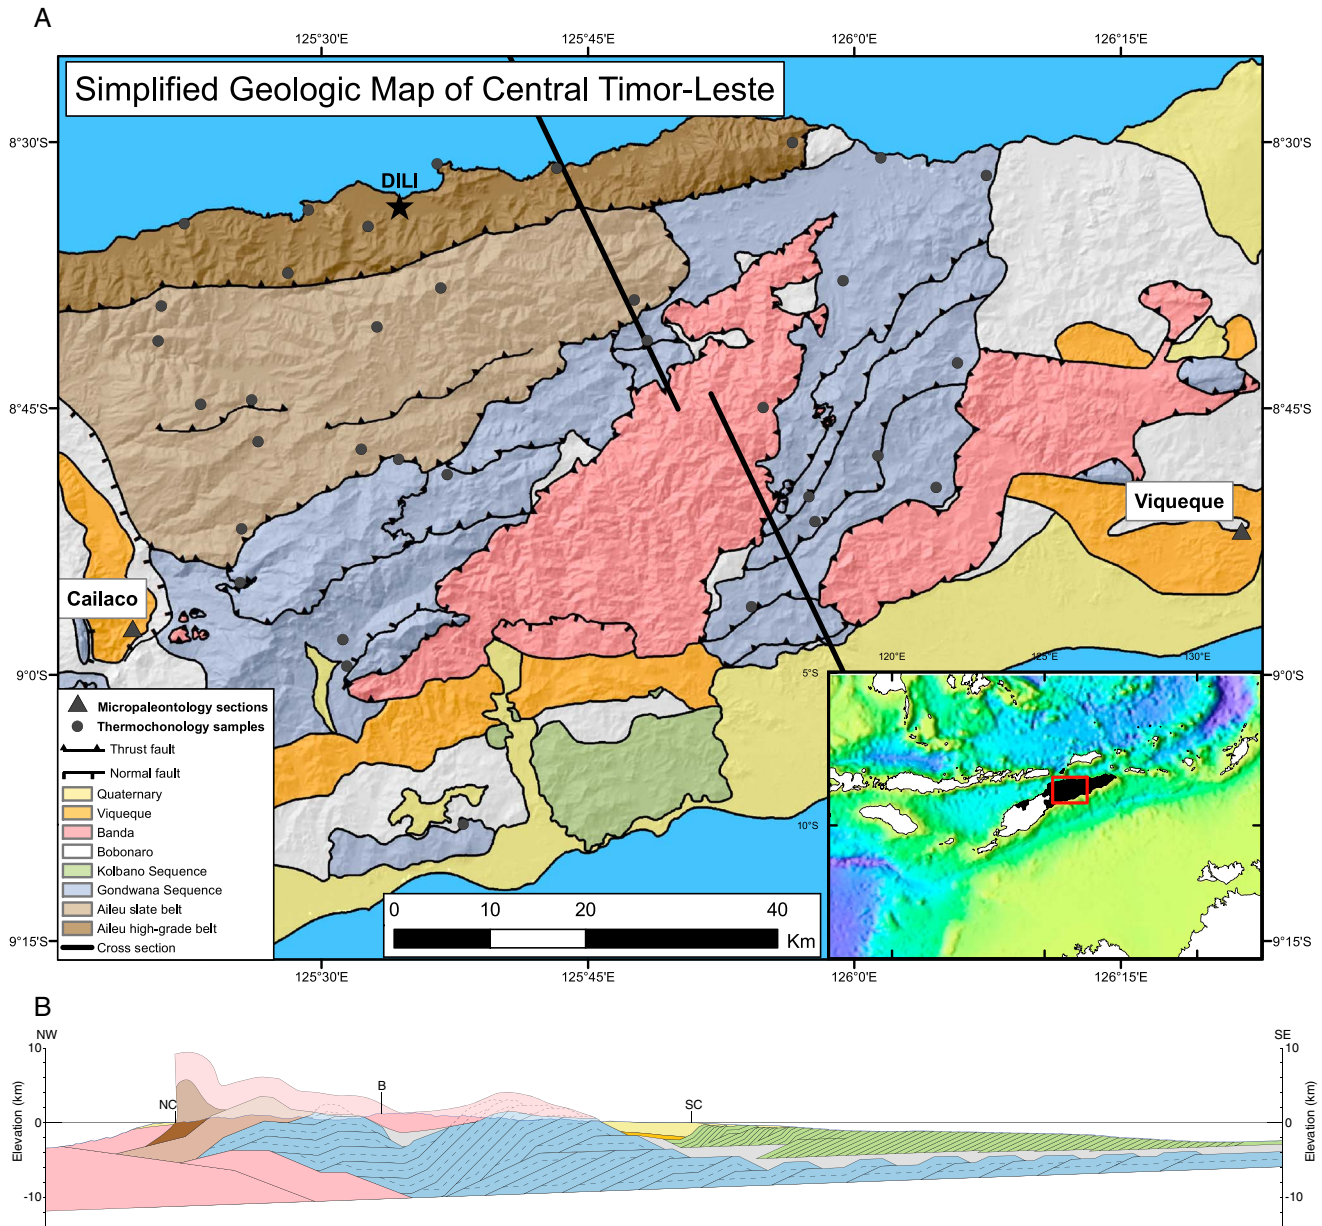 A
125°30'E 125°45'E 126°0'E 126°15'E
Simplified Geologic Map of Central Timor-Leste
8°30'S 8°30'S
DILI
8°45'S 8°45'S
Viqueque
Cailaco
120°E 125°E 130°E
9°0'S 5°S 9°0'S
Micropaleontology sections
Thermochonology samples
Thrust fault
Normal fault
Quaternary
Viqueque
Banda
Bobonaro
Kolbano Sequence
Gondwana Sequence
Aileu slate belt
Aileu high-grade belt
Cross section
10°S
0 10 20 40
Km
9°15'S 9°15'S
125°30'E 125°45'E 126°0'E 126°15'E
B
NW SE
10 10
B
NC SC
0 0
Elevation (km) Elevation (km)
-10 -10